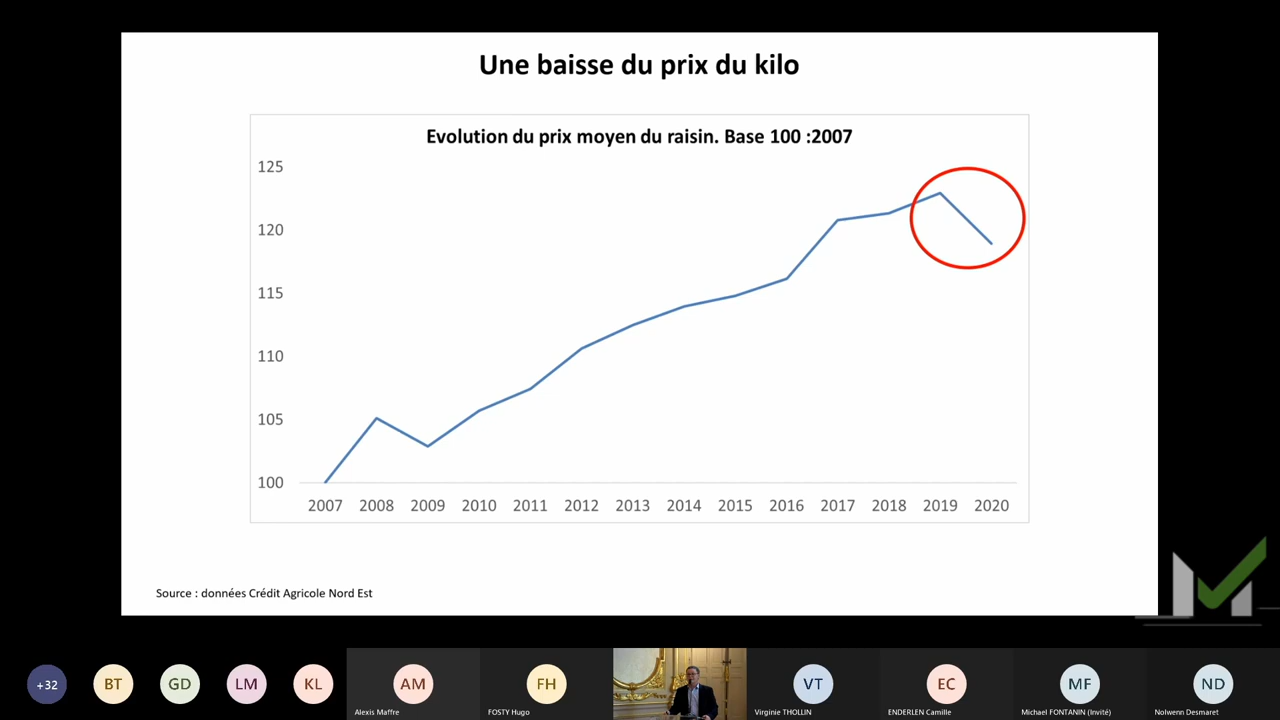 Une baisse du prix du kilo
Evolution du prix moyen du raisin. Base 100 :2007
125
120
115
110
105
100
2007 2008 2009 2010 2011 2012 2013 2014 2015 2016 2017 2018 2019 2020
Source : données Crédit Agricole Nord Est
+32 BT GD LM KL AM FH VT EC MF ND
Alexis Maffre FOSTY Hugo Virginie THOLLIN ENDERLEN Camille Michael FONTANIN (Invité) Nolwenn Desmaret